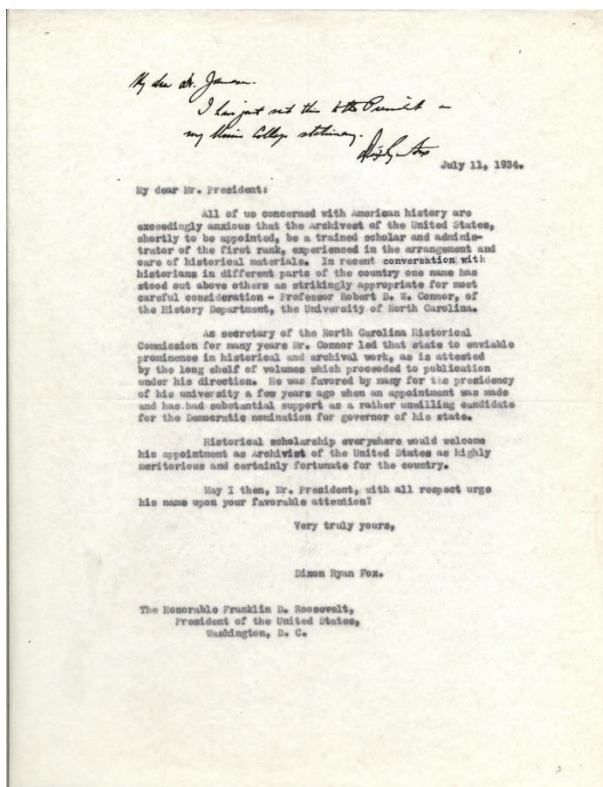 My dear Dr. Jameson.
I have just sent this to the President on
my Union College stationery.
Dixon Ryan Fox
July 11, 1934.
My dear Mr. President:
All of us concerned with American history are
exceedingly anxious that the Archivest of the United States,
shortly to be appointed, be a trained scholar and adminis-
trator of the first rank, experienced in the arrangement and
care of historical materials. In recent conversation with
historians in different parts of the country one name has
stood out above others as strikingly appropriate for most
careful consideration - Professor Robert D. W. Connor, of
the History Department, the University of North Carolina.
As secretary of the North Carolina Historical
Commission for many years Mr. Connor led that state to enviable
prominence in historical and archival work, as is attested
by the long shelf of volumes which proceeded to publication
under his direction. He was favored by many for the presidency
of his university a few years ago when an appointment was made
and has had substantial support as a rather unwilling candidate
for the Democratic nomination for governor of his state.
Historical scholarship everywhere would welcome
his appointment as Archivist of the United States as highly
meritorious and certainly fortunate for the country.
May I then, Mr. President, with all respect urge
his name upon your favorable attention?
Very truly yours,
Dixon Ryan Fox.
The Honorable Franklin D. Roosevelt,
President of the United States,
Washington, D. C.